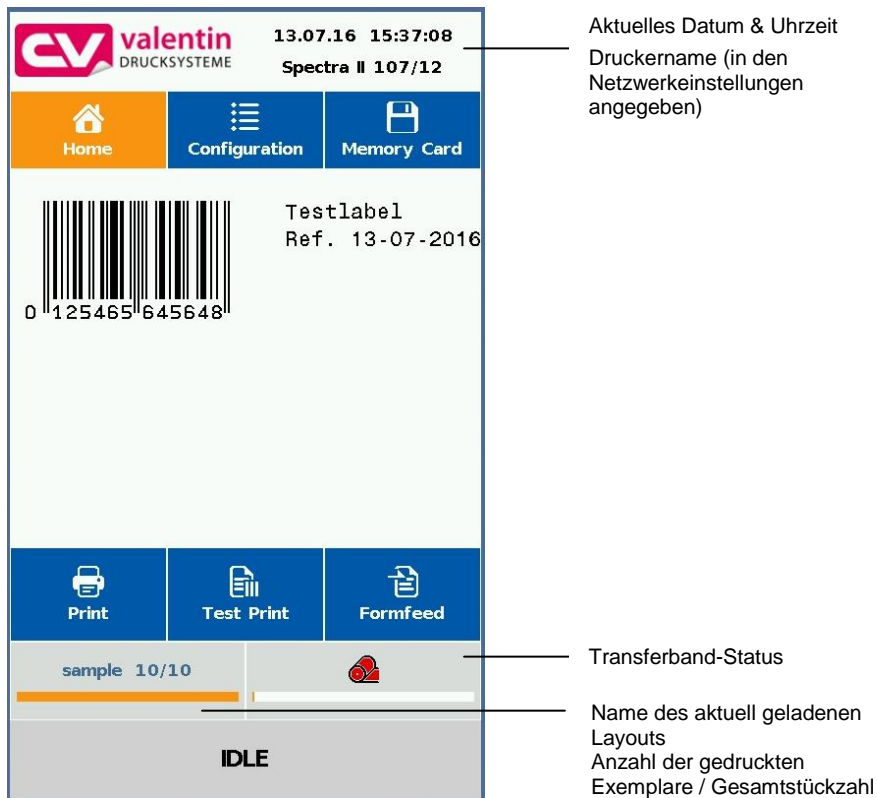 valentin
DRUCKSYSTEME
13.07.16 15:37:08
Spectra II 107/12
Aktuelles Datum & Uhrzeit
Druckername (in den
Netzwerkeinstellungen
angegeben)
Home
Configuration
Memory Card
Testlabel
Ref. 13-07-2016
0 125465 645648
Print
Test Print
Formfeed
sample 10/10
Transferband-Status
Name des aktuell geladenen
Layouts
Anzahl der gedruckten
Exemplare / Gesamtstückzahl
IDLE